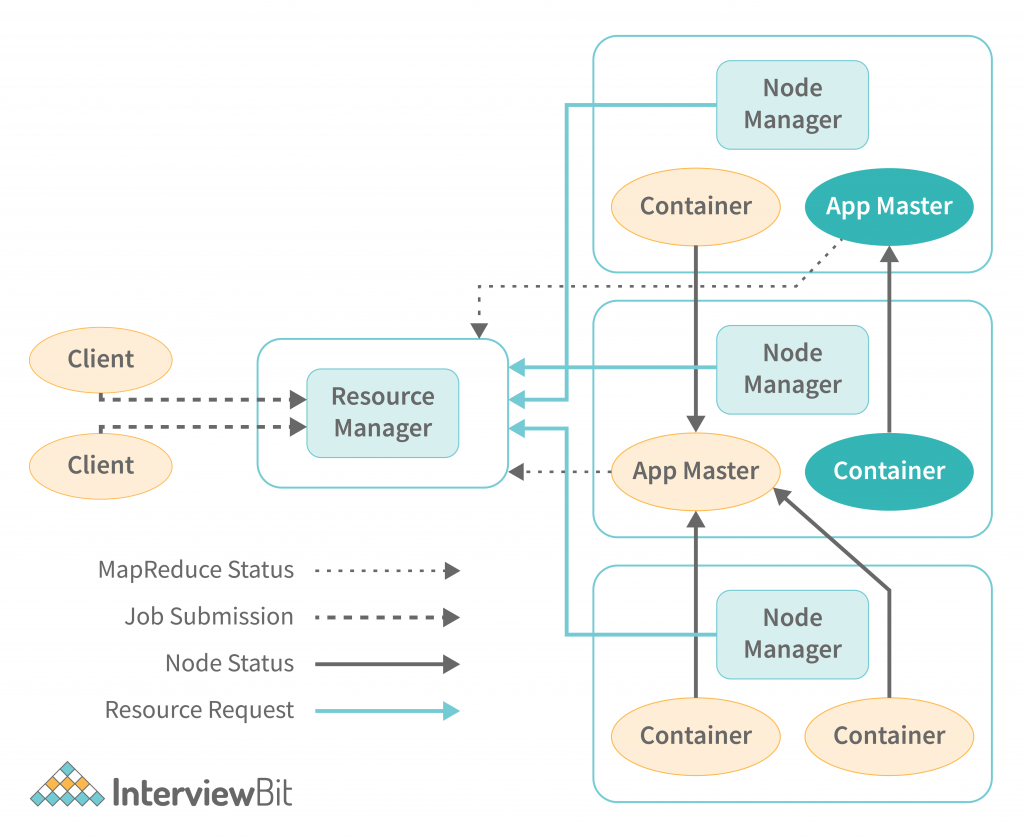 Node
Manager
Container
App Master
Client
Client
Resource
Manager
Node
Manager
App Master
Container
Node
Manager
Container
Container
MapReduce Status
Job Submission
Node Status
Resource Request
InterviewBit